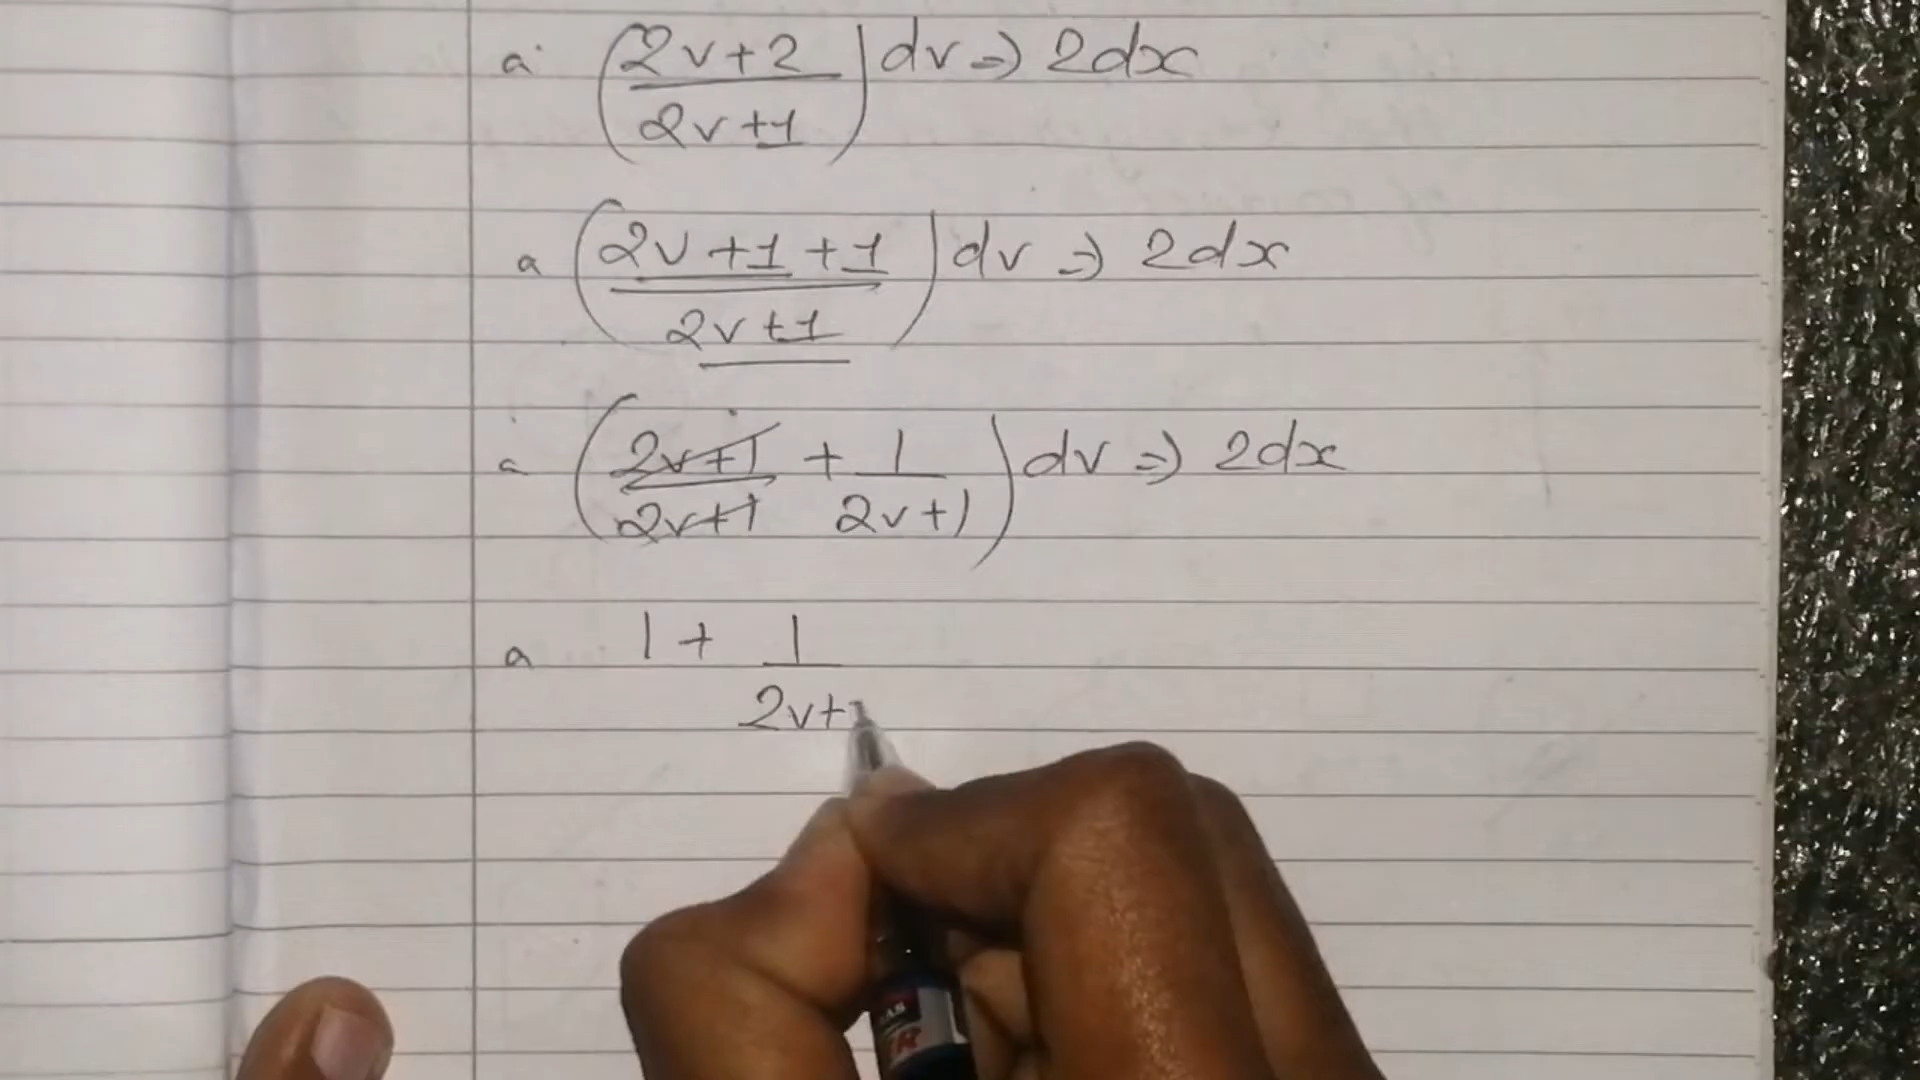 a (2v+2 / 2v+1) dv ⇒ 2dx
a (2v+1+1 / 2v+1) dv ⇒ 2dx
a (2v+1 / 2v+1 + 1 / 2v+1) dv ⇒ 2dx
a 1 + 1 / 2v+